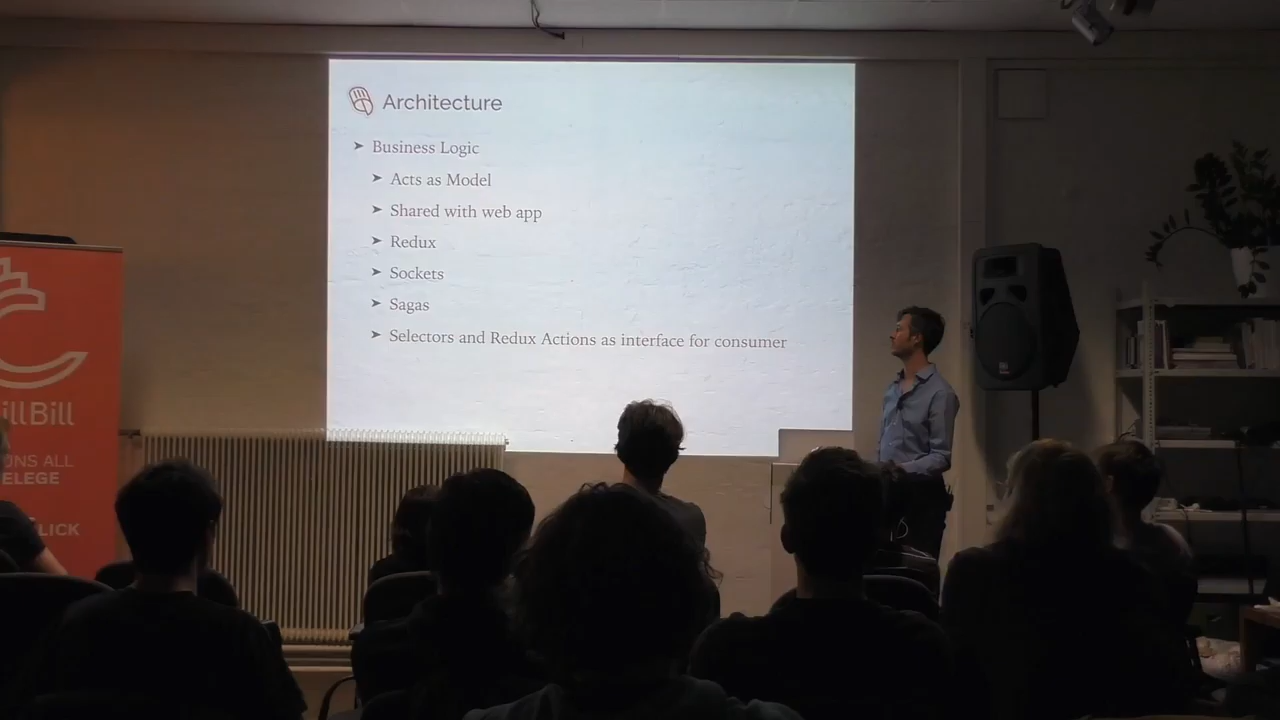 Architecture
Business Logic
Acts as Model
Shared with web app
Redux
Sockets
Sagas
Selectors and Redux Actions as interface for consumer
illBill
ONS ALL
ELEGE
LICK